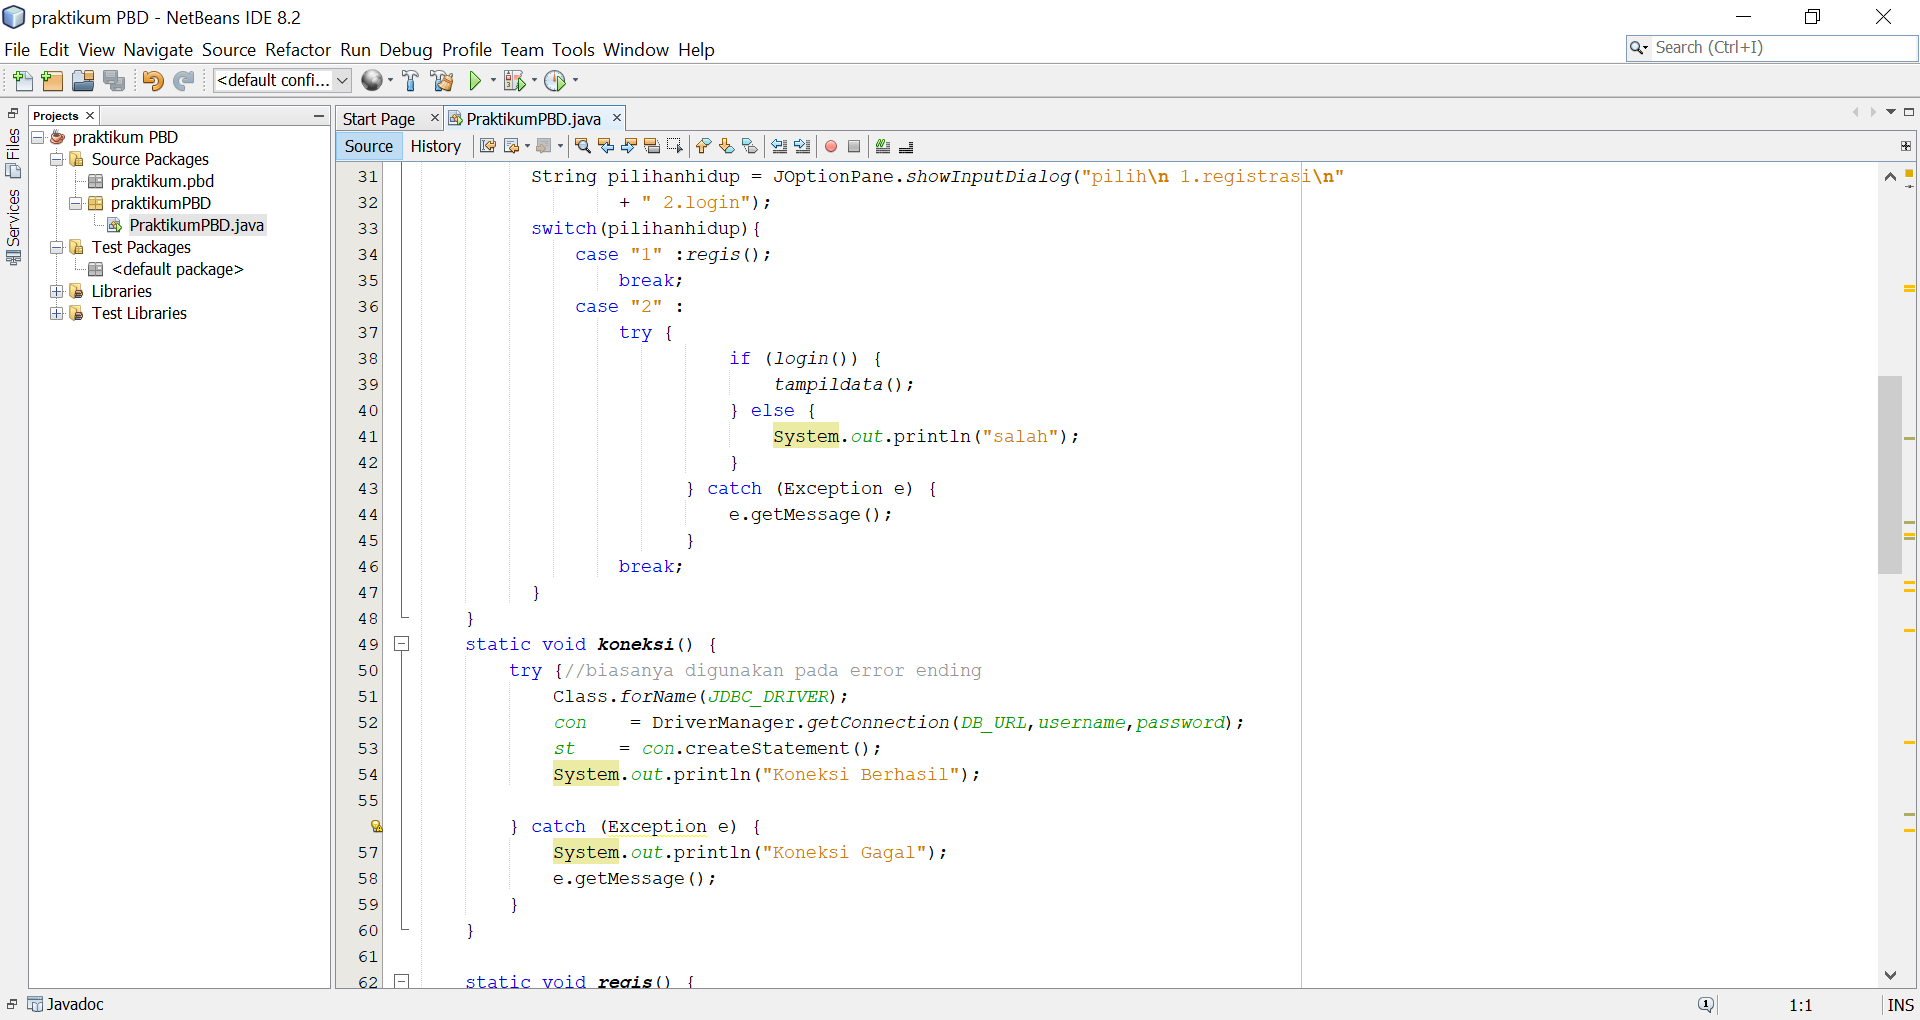 praktikum PBD - NetBeans IDE 8.2
File Edit View Navigate Source Refactor Run Debug Profile Team Tools Window Help
Search (Ctrl+I)
<default confi...
Files
Services
Projects
praktikum PBD
Source Packages
praktikum.pbd
praktikumPBD
PraktikumPBD.java
Test Packages
<default package>
Libraries
Test Libraries
Start Page
PraktikumPBD.java
Source
History
31 String pilihanhidup = JOptionPane.showInputDialog("pilih\n 1.registrasi\n"
32 + " 2.login");
33 switch(pilihanhidup){
34 case "1" :regis();
35 break;
36 case "2" :
37 try {
38 if (login()) {
39 tampildata();
40 } else {
41 System.out.println("salah");
42 }
43 } catch (Exception e) {
44 e.getMessage();
45 }
46 break;
47 }
48 }
49 static void koneksi() {
50 try {//biasanya digunakan pada error ending
51 Class.forName(JDBC_DRIVER);
52 con = DriverManager.getConnection(DB_URL,username,password);
53 st = con.createStatement();
54 System.out.println("Koneksi Berhasil");
55
} catch (Exception e) {
57 System.out.println("Koneksi Gagal");
58 e.getMessage();
59 }
60 }
61
62 static void regis() {
Javadoc
1:1
INS